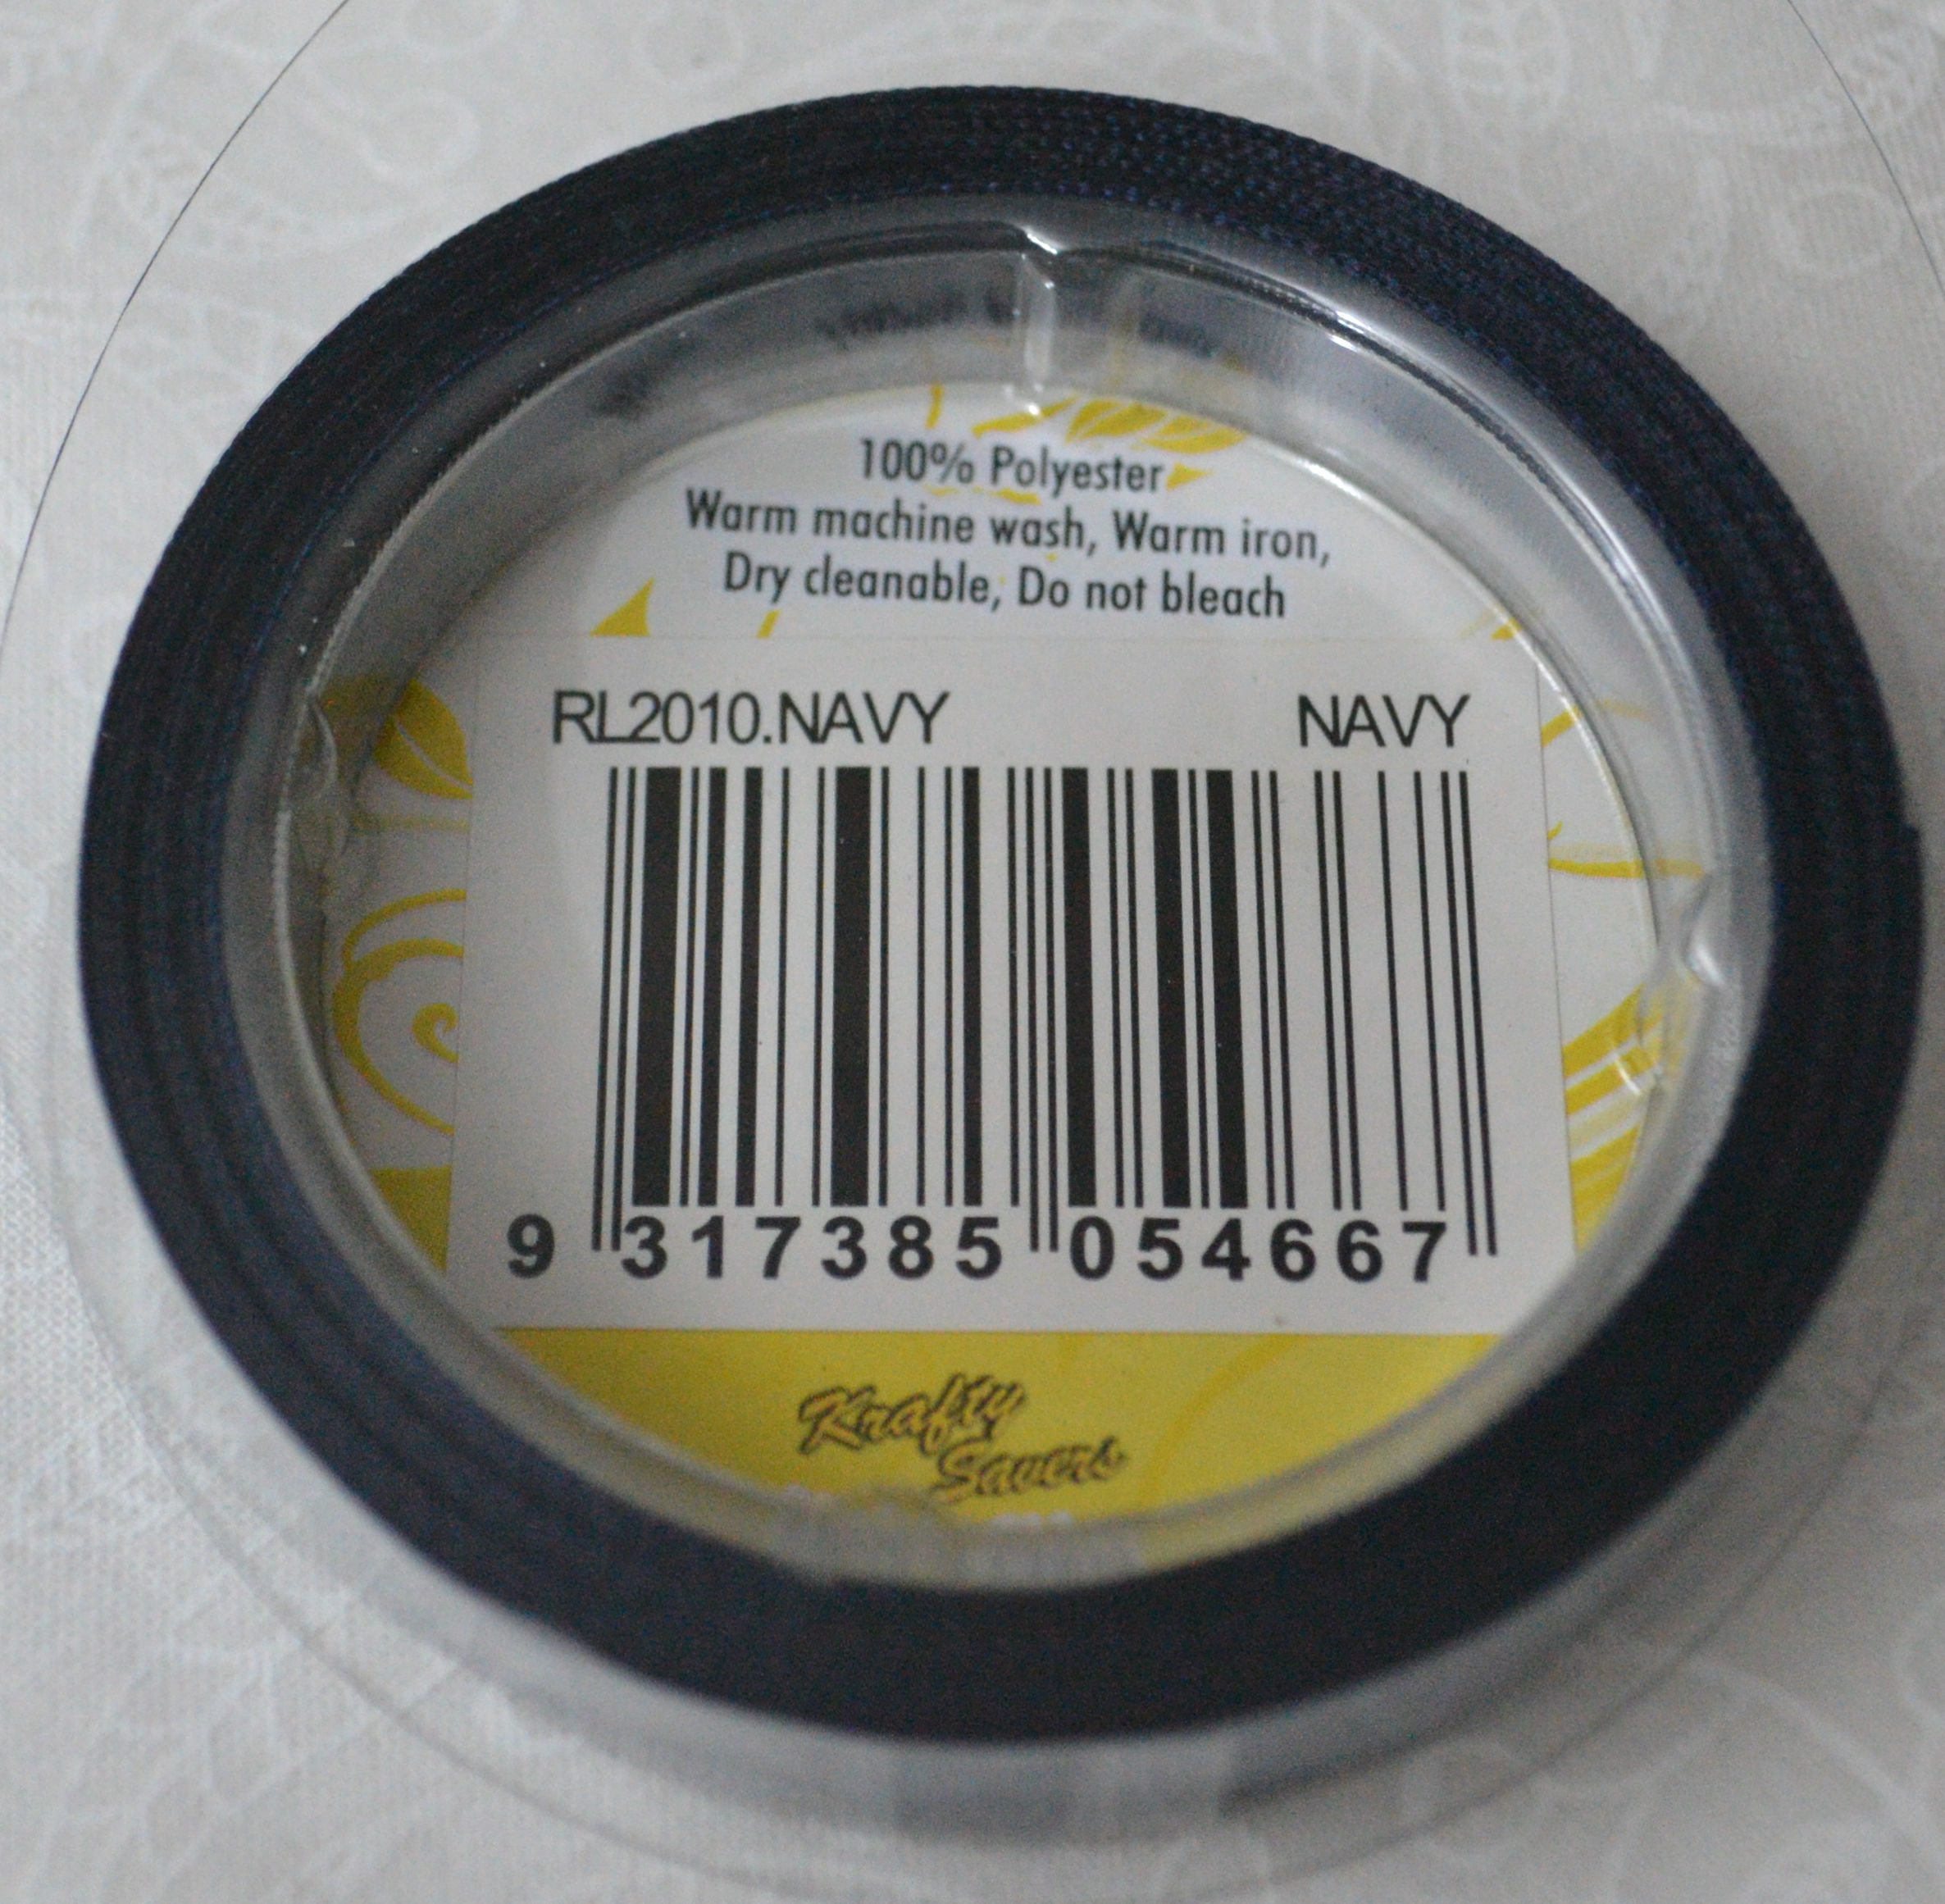 100% Polyester
Warm machine wash, Warm iron,
Dry cleanable, Do not bleach
RL2010.NAVY NAVY
9 317385 054667
Krafty
Savers